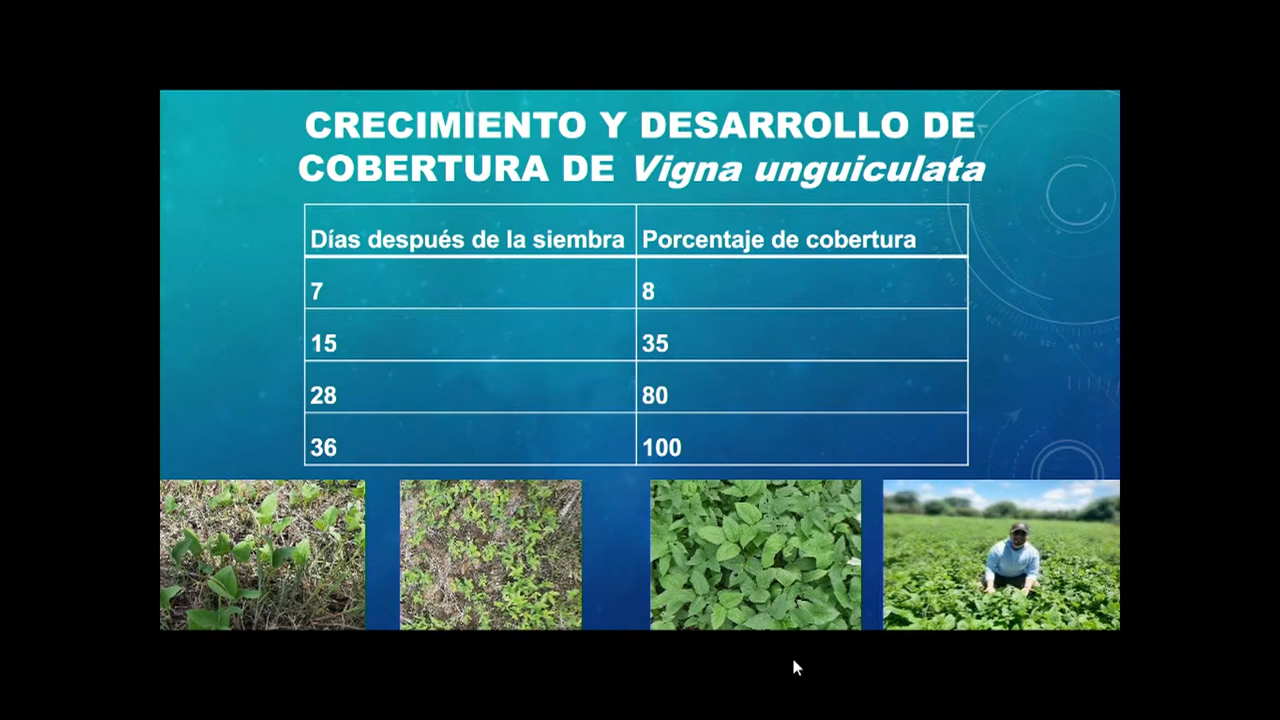 CRECIMIENTO Y DESARROLLO DE
COBERTURA DE Vigna unguiculata
Días después de la siembra Porcentaje de cobertura
7 8
15 35
28 80
36 100